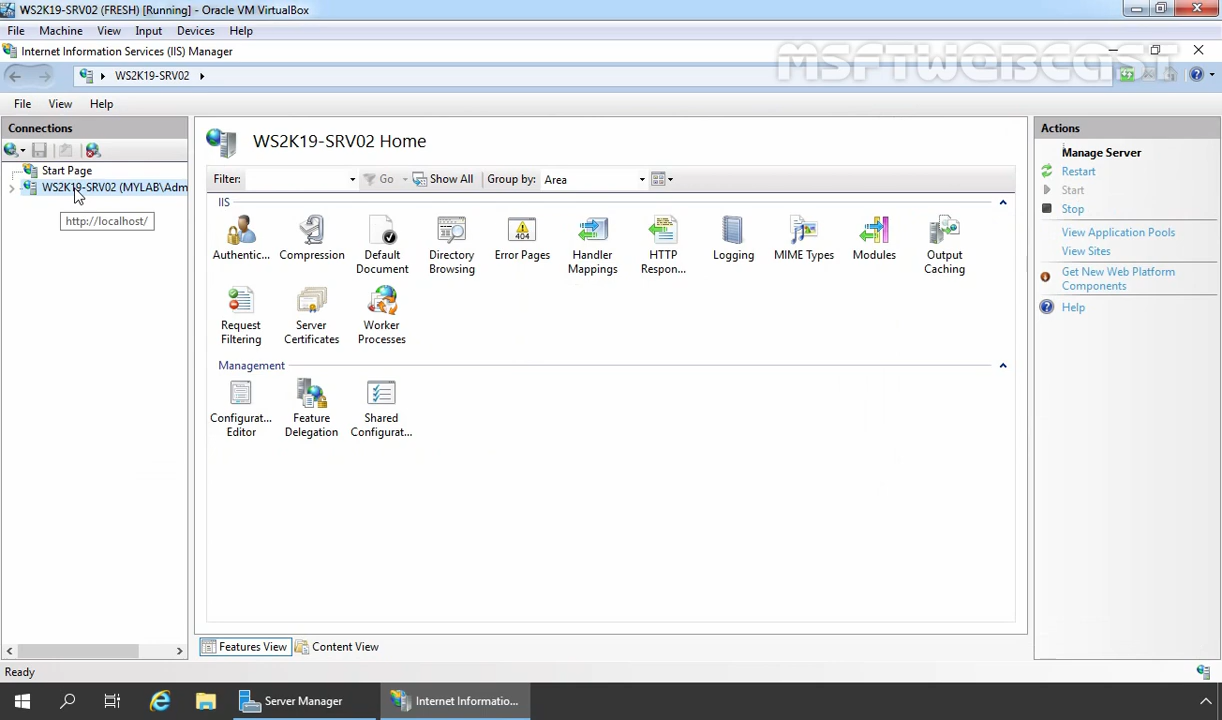 WS2K19-SRV02 (FRESH) [Running] - Oracle VM VirtualBox
File Machine View Input Devices Help
Internet Information Services (IIS) Manager
MSFTWEBCAST
WS2K19-SRV02
File View Help
Connections
Start Page
WS2K19-SRV02 (MYLAB\Adm
http://localhost/
WS2K19-SRV02 Home
Filter: Go Show All Group by: Area
IIS
Authentic... Compression Default Document Directory Browsing Error Pages Handler Mappings HTTP Respon... Logging MIME Types Modules Output Caching
404
Request Filtering Server Certificates Worker Processes
Management
Configurat... Editor Feature Delegation Shared Configurat...
Features View Content View
Actions
Manage Server
Restart
Start
Stop
View Application Pools
View Sites
Get New Web Platform
Components
Help
Ready
Server Manager Internet Informatio...